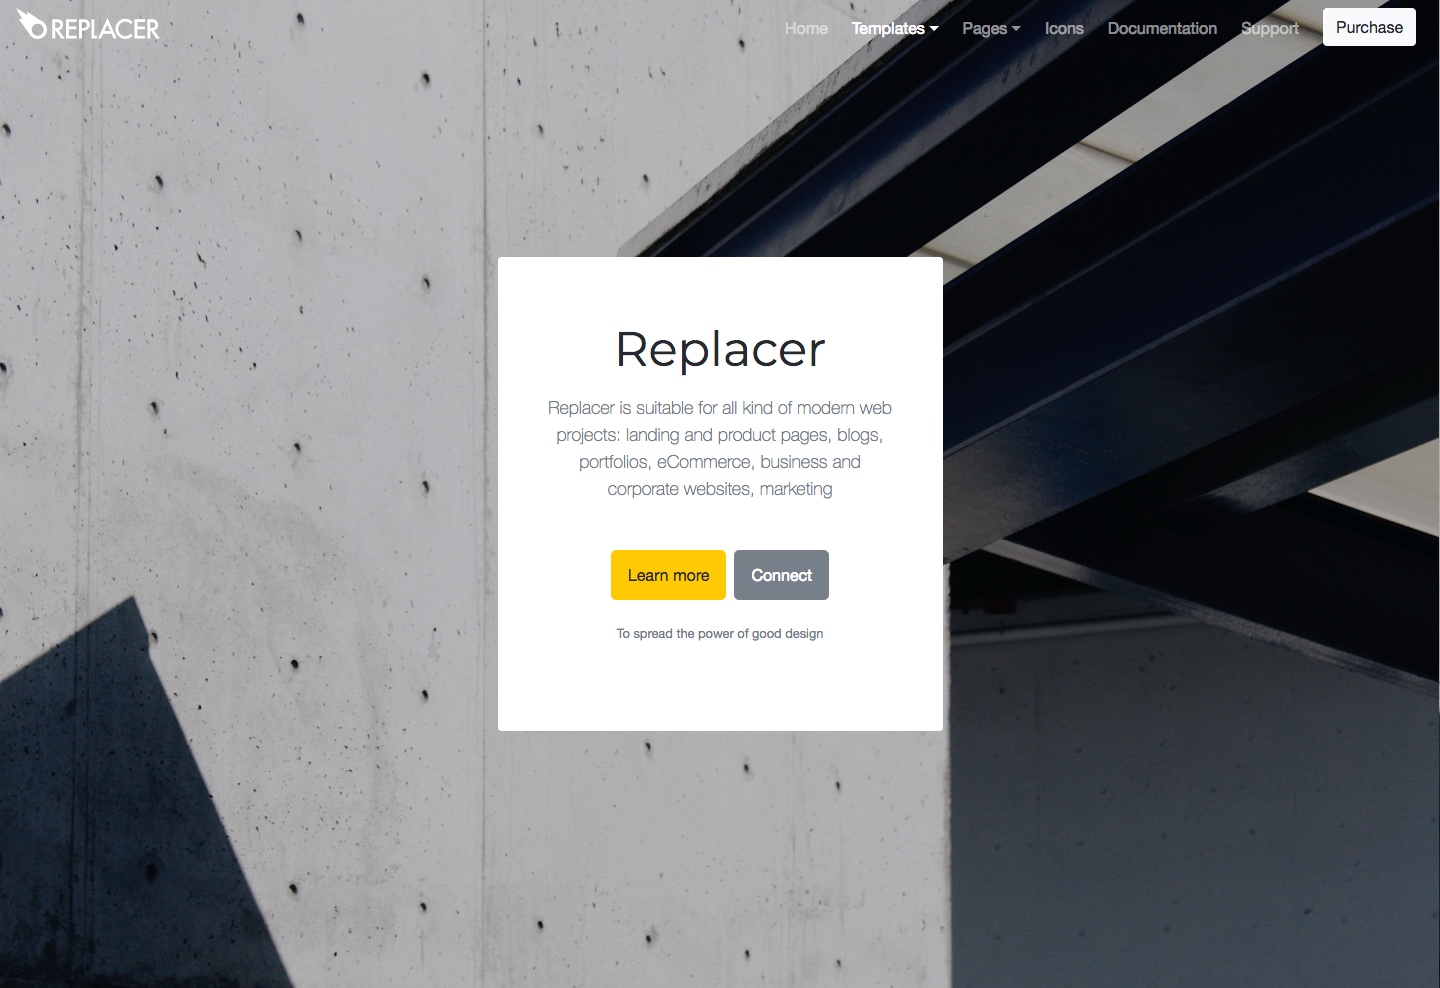 REPLACER
Home Templates Pages Icons Documentation Support Purchase
Replacer
Replacer is suitable for all kind of modern web
projects: landing and product pages, blogs,
portfolios, eCommerce, business and
corporate websites, marketing
Learn more Connect
To spread the power of good design